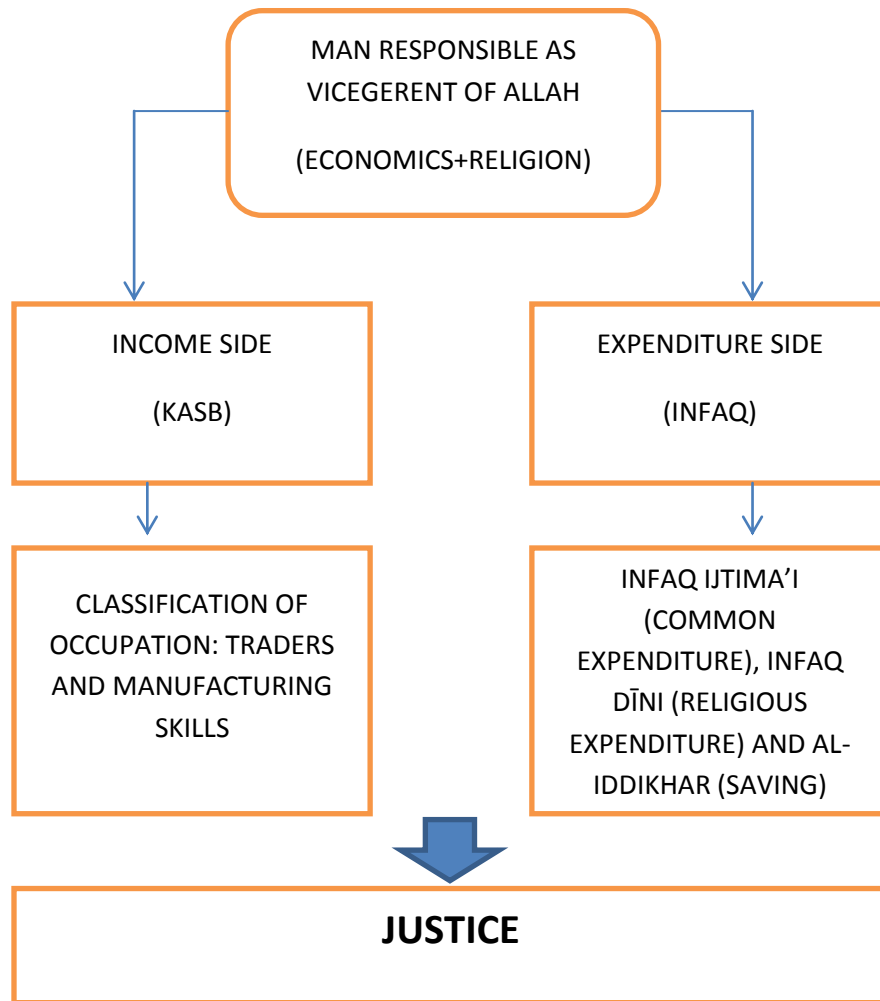 MAN RESPONSIBLE AS
VICEGERENT OF ALLAH
(ECONOMICS+RELIGION)
INCOME SIDE
(KASB)
EXPENDITURE SIDE
(INFAQ)
CLASSIFICATION OF
OCCUPATION: TRADERS
AND MANUFACTURING
SKILLS
INFAQ IJTIMA’I
(COMMON
EXPENDITURE), INFAQ
DĪNI (RELIGIOUS
EXPENDITURE) AND AL-
IDDIKHAR (SAVING)
JUSTICE